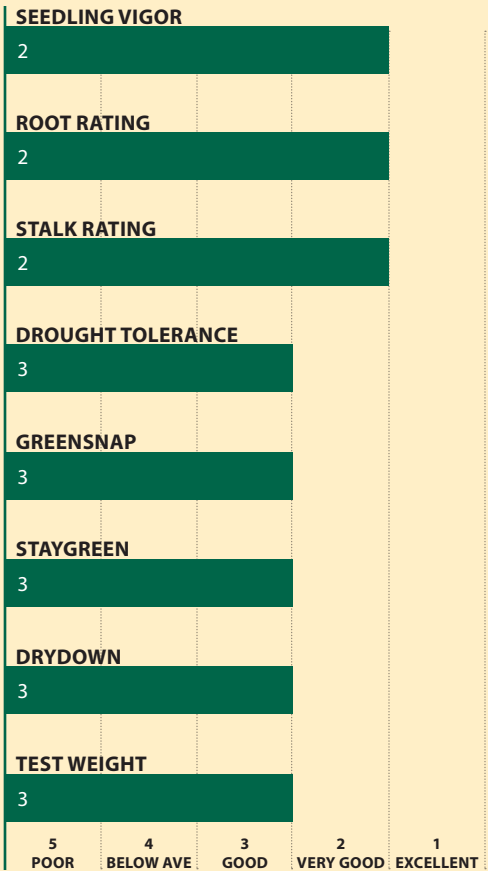 SEEDLING VIGOR
2
ROOT RATING
2
STALK RATING
2
DROUGHT TOLERANCE
3
GREENSNAP
3
STAYGREEN
3
DRYDOWN
3
TEST WEIGHT
3
5 4 3 2 1
POOR BELOW AVE GOOD VERY GOOD EXCELLENT